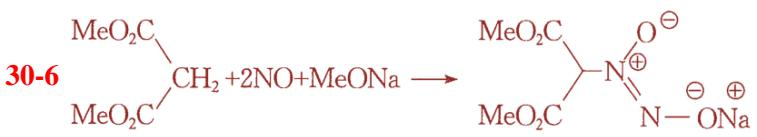 MeO₂C MeO₂C O⊖
30-6 CH₂ +2NO+MeONa ⟶ N⊕ ⊖ ⊕
MeO₂C MeO₂C N — ONa